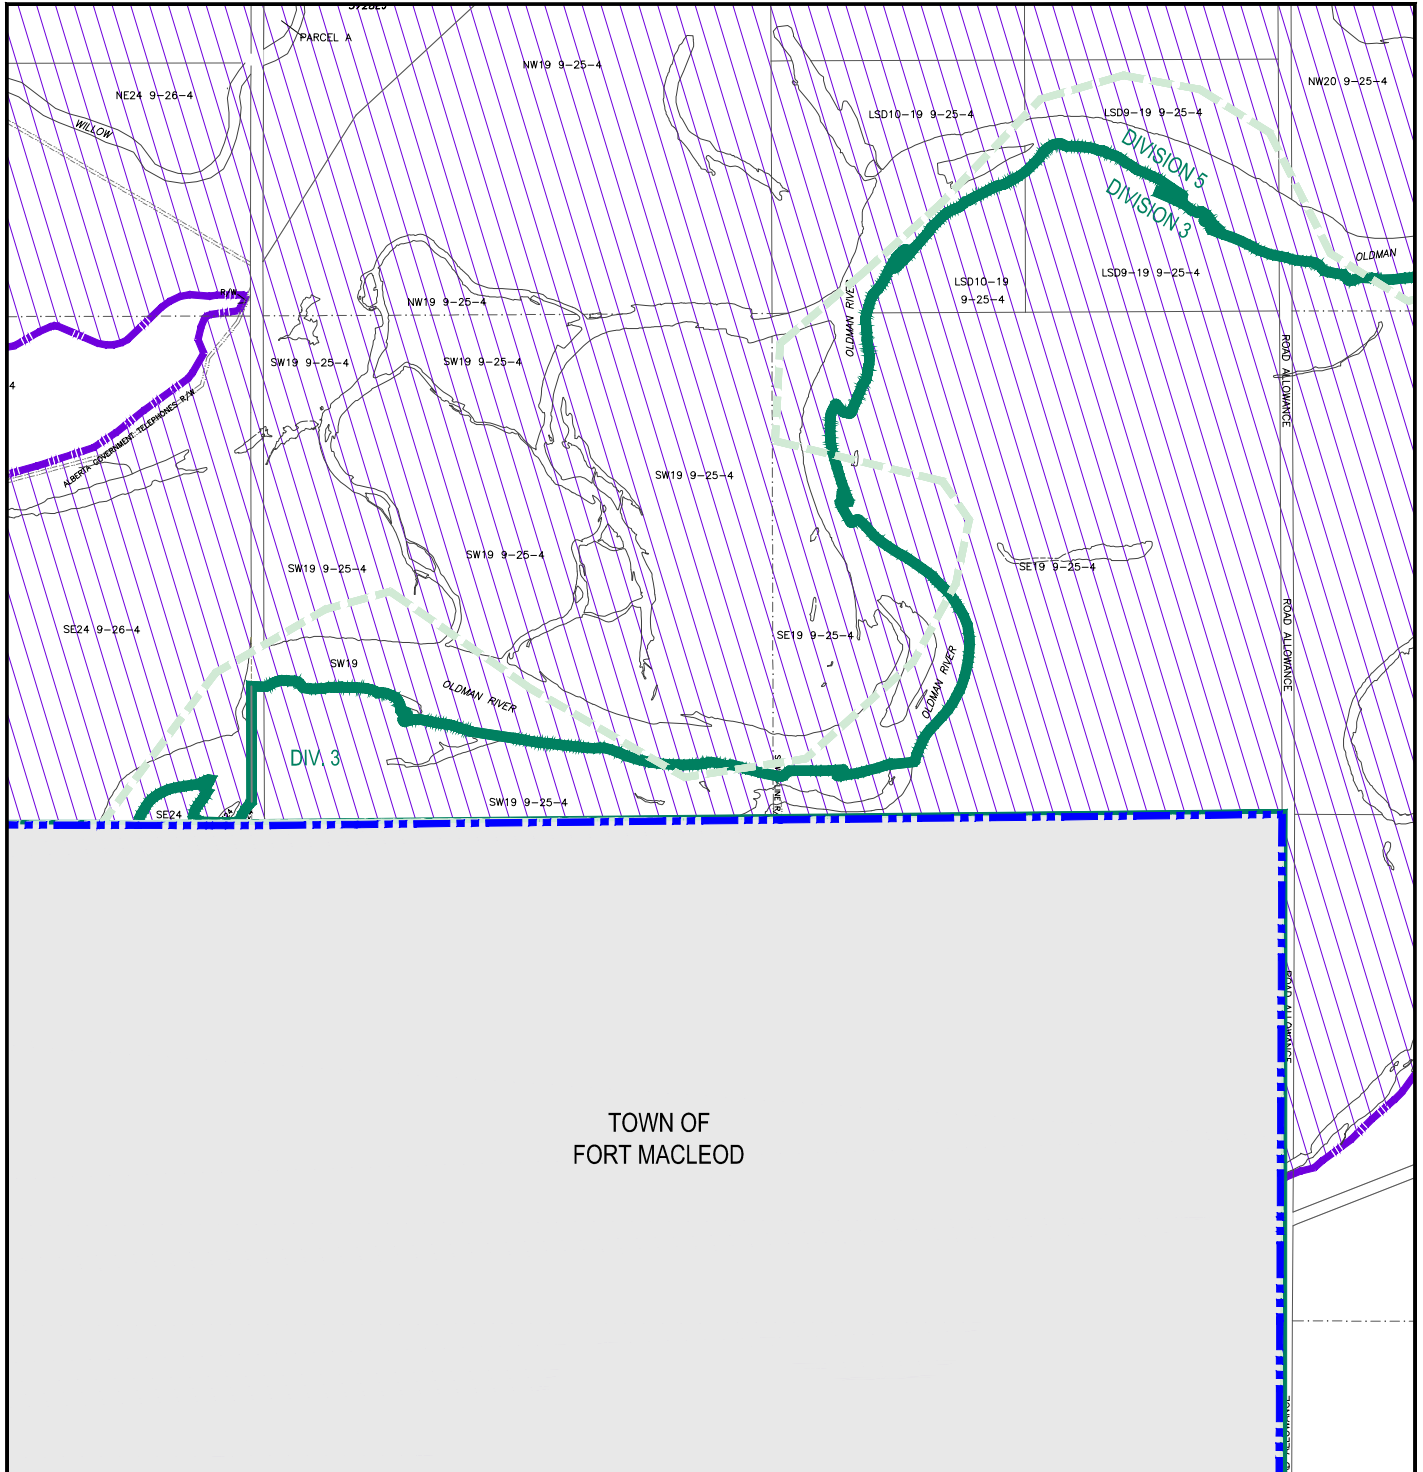 PARCEL A
NW19 9-25-4
NE24 9-26-4
NW20 9-25-4
LSD10-19 9-25-4
LSD9-19 9-25-4
WILLOW
DIVISION 5
DIVISION 3
OLDMAN
LSD9-19 9-25-4
LSD10-19
9-25-4
R/W
NW19 9-25-4
OLDMAN RIVER
ROAD ALLOWANCE
SW19 9-25-4
SW19 9-25-4
4
ALBERTA GOVERNMENT TELEPHONES R/W
SW19 9-25-4
SW19 9-25-4
SW19 9-25-4
SE19 9-25-4
SE24 9-26-4
SE19 9-25-4
ROAD ALLOWANCE
SW19
OLDMAN RIVER
OLDMAN RIVER
DIV. 3
SW19 9-25-4
SE24
ROAD ALLOWANCE
TOWN OF
FORT MACLEOD